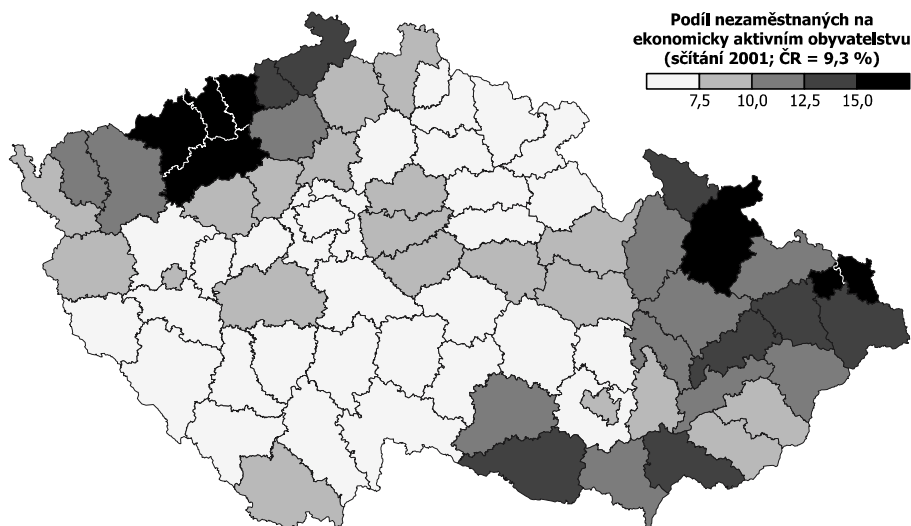 Podíl nezaměstnaných na
ekonomicky aktivním obyvatelstvu
(sčítání 2001; ČR = 9,3 %)
7,5 10,0 12,5 15,0